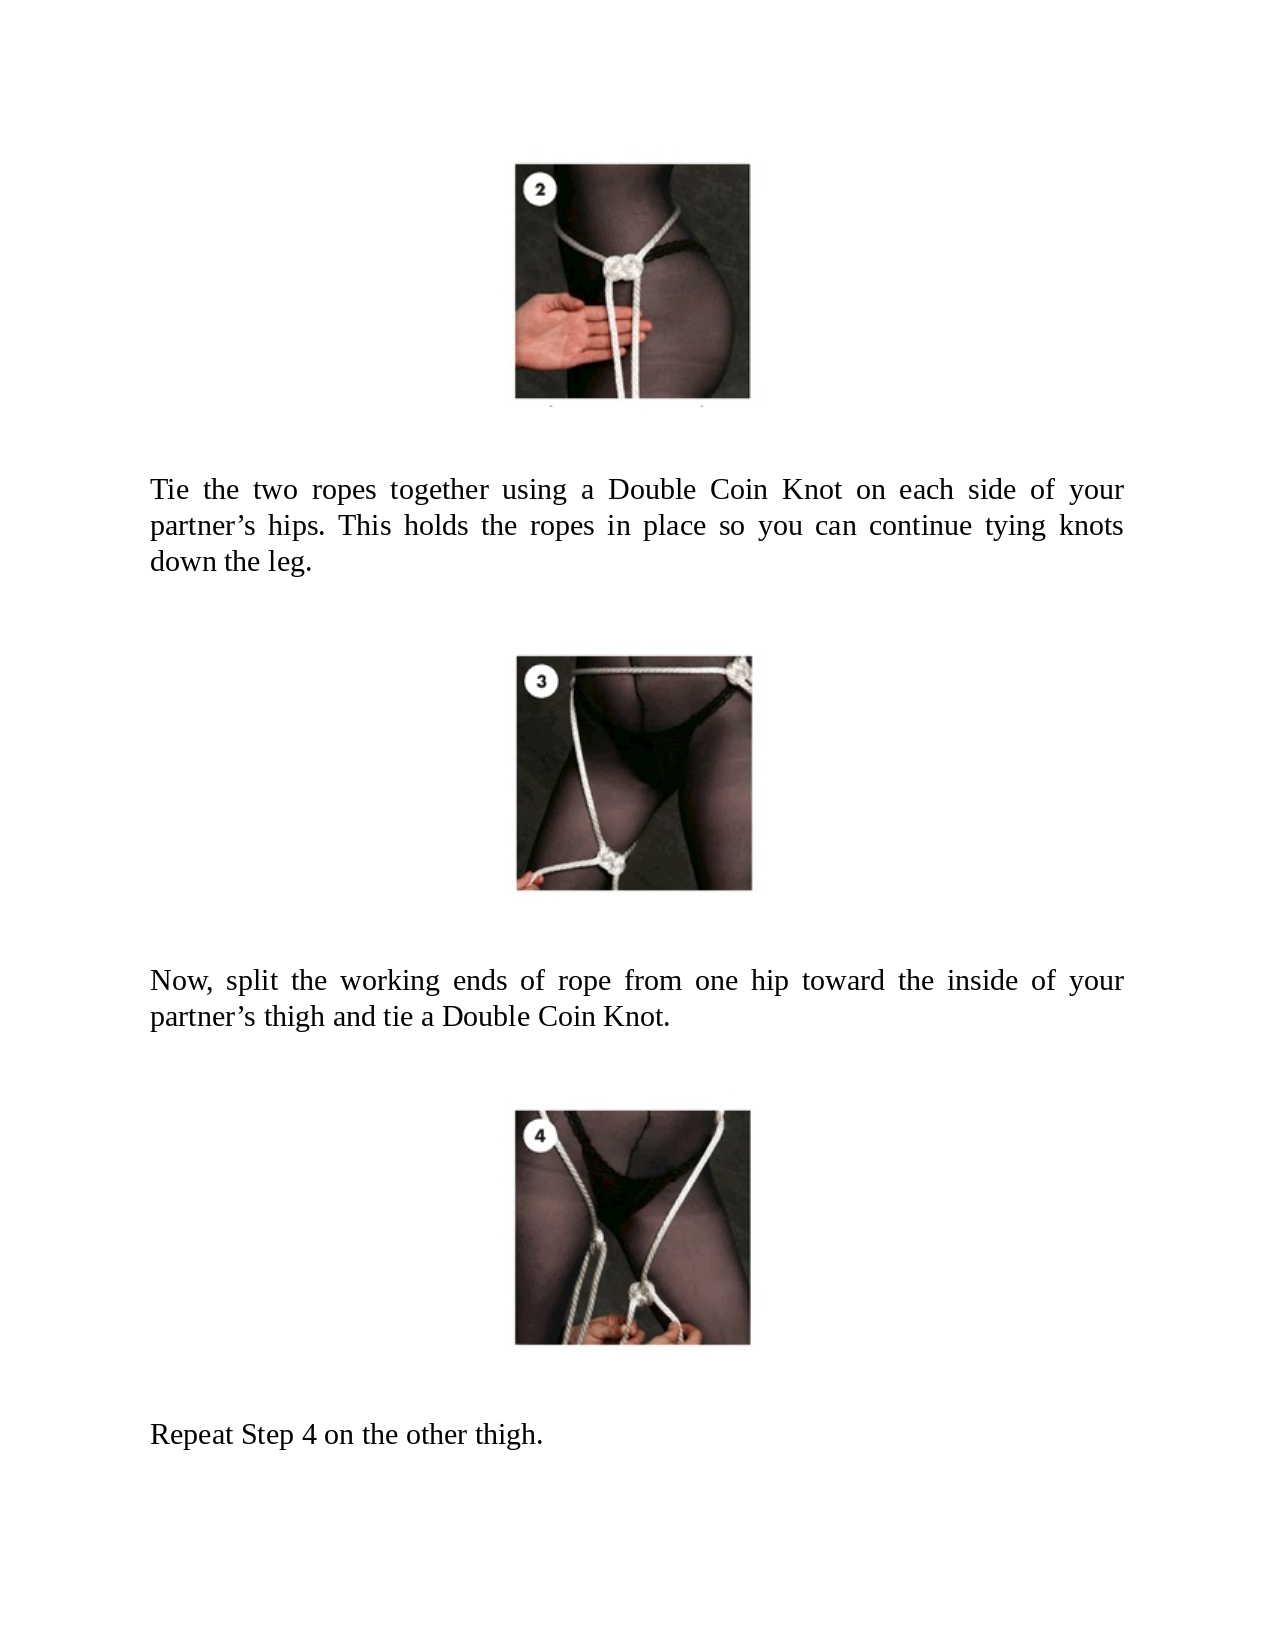 2
Tie the two ropes together using a Double Coin Knot on each side of your
partner’s hips. This holds the ropes in place so you can continue tying knots
down the leg.
3
Now, split the working ends of rope from one hip toward the inside of your
partner’s thigh and tie a Double Coin Knot.
4
Repeat Step 4 on the other thigh.